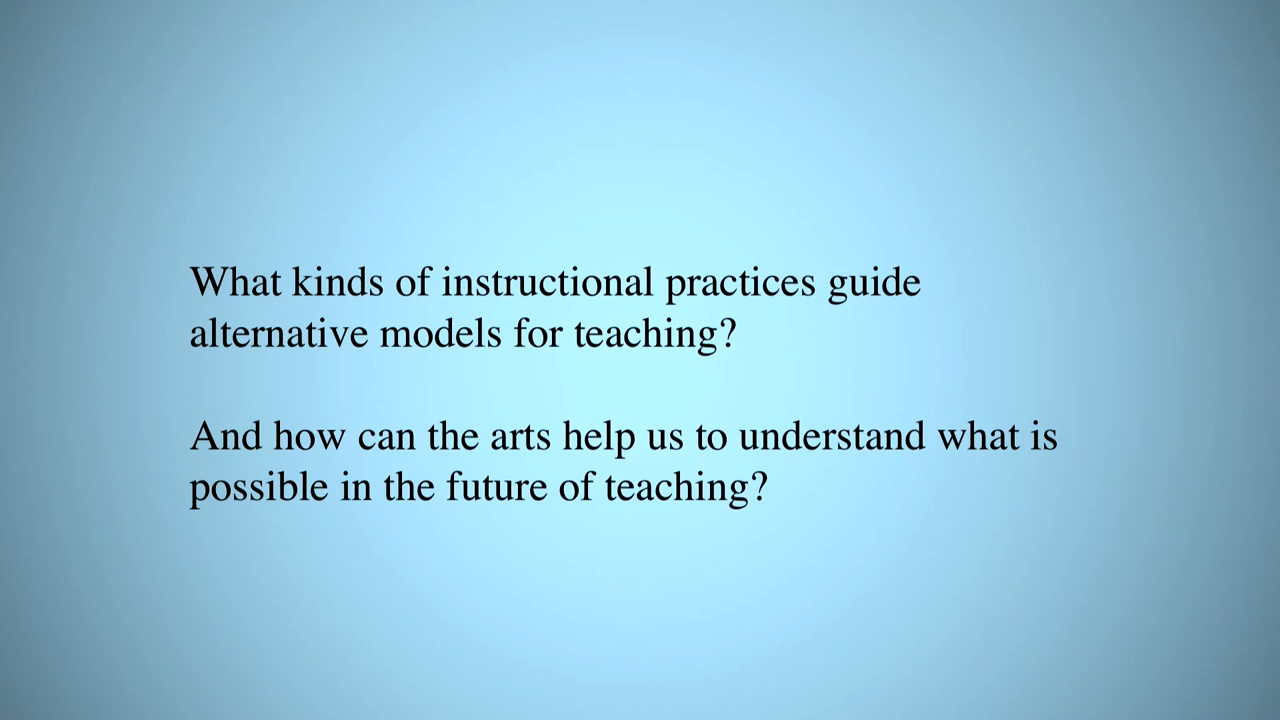 What kinds of instructional practices guide
alternative models for teaching?
And how can the arts help us to understand what is
possible in the future of teaching?